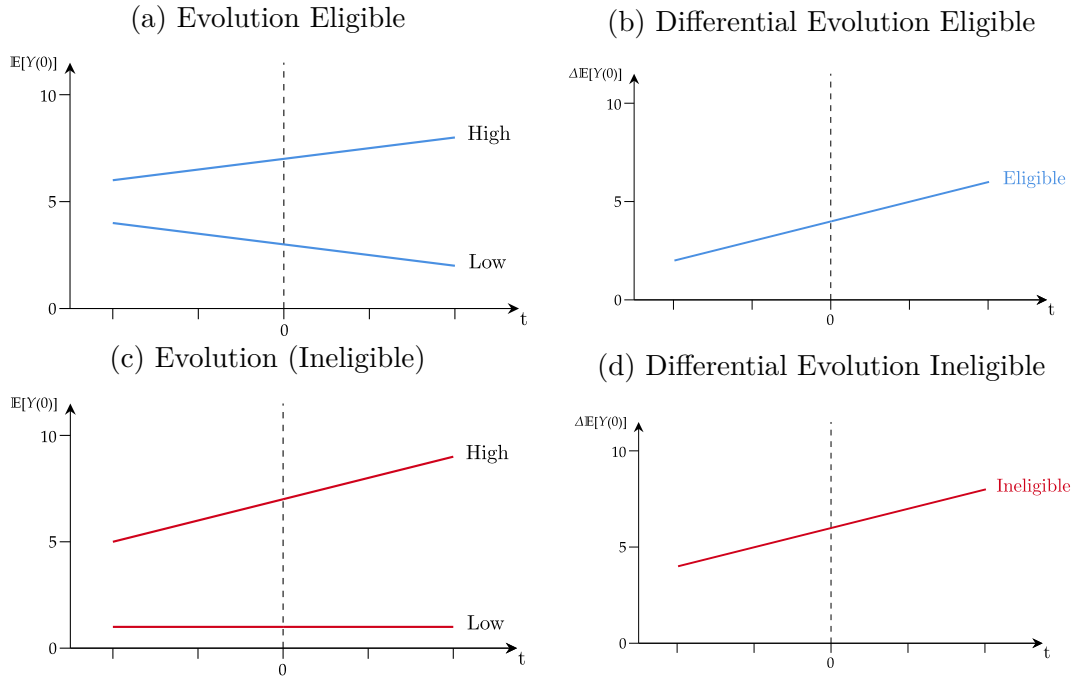 (a) Evolution Eligible
𝔼[Y(0)]
10
5
0
High
Low
0
t
(b) Differential Evolution Eligible
Δ𝔼[Y(0)]
10
5
0
Eligible
0
t
(c) Evolution (Ineligible)
𝔼[Y(0)]
10
5
0
High
Low
0
t
(d) Differential Evolution Ineligible
Δ𝔼[Y(0)]
10
5
0
Ineligible
0
t